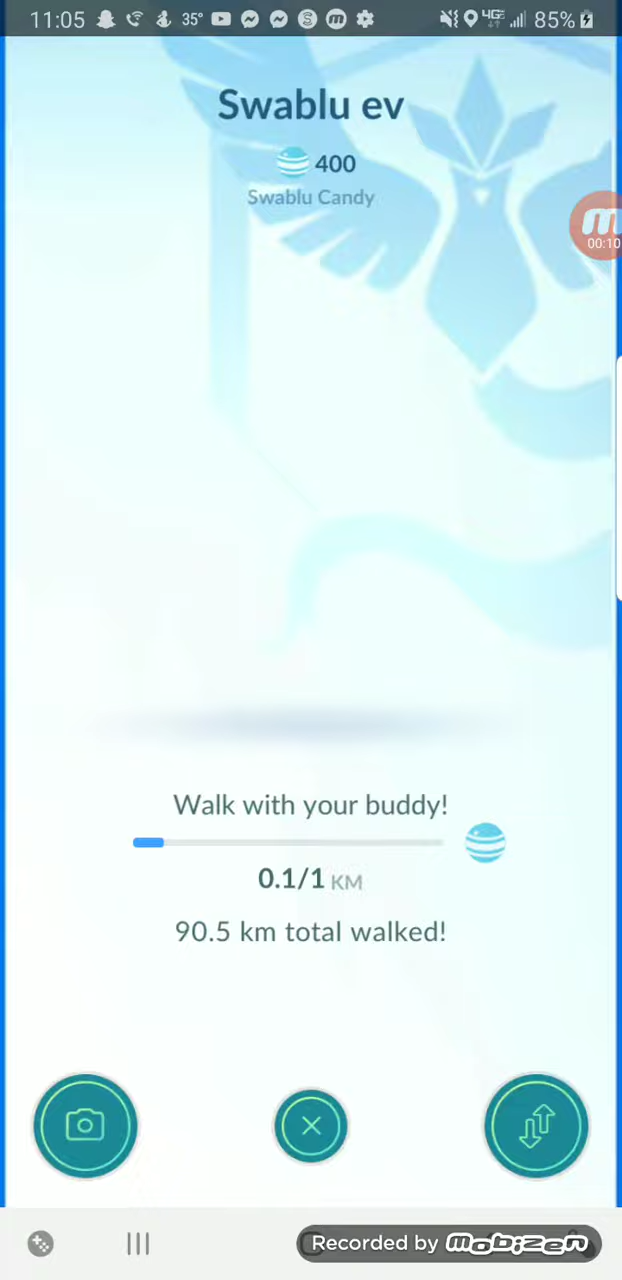 11:05 35° 4GE 85%
Swablu ev
400
Swablu Candy
00:10
Walk with your buddy!
0.1/1 KM
90.5 km total walked!
Recorded by mobizen